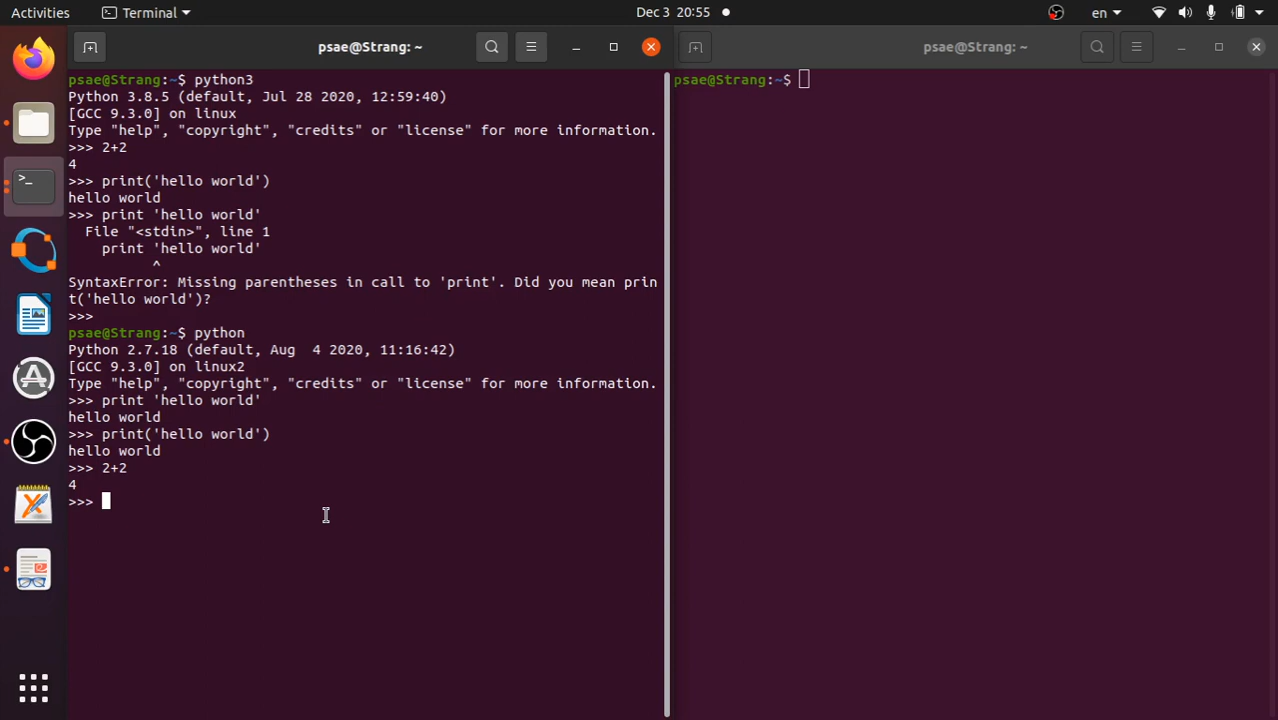 Activities
Terminal
Dec 3 20:55
en
psae@Strang: ~
psae@Strang: ~
psae@Strang:~$ python3
Python 3.8.5 (default, Jul 28 2020, 12:59:40)
[GCC 9.3.0] on linux
Type "help", "copyright", "credits" or "license" for more information.
>>> 2+2
4
>>> print('hello world')
hello world
>>> print 'hello world'
  File "<stdin>", line 1
    print 'hello world'
          ^
SyntaxError: Missing parentheses in call to 'print'. Did you mean prin
t('hello world')?
>>>
psae@Strang:~$ python
Python 2.7.18 (default, Aug  4 2020, 11:16:42)
[GCC 9.3.0] on linux2
Type "help", "copyright", "credits" or "license" for more information.
>>> print 'hello world'
hello world
>>> print('hello world')
hello world
>>> 2+2
4
>>>
psae@Strang:~$